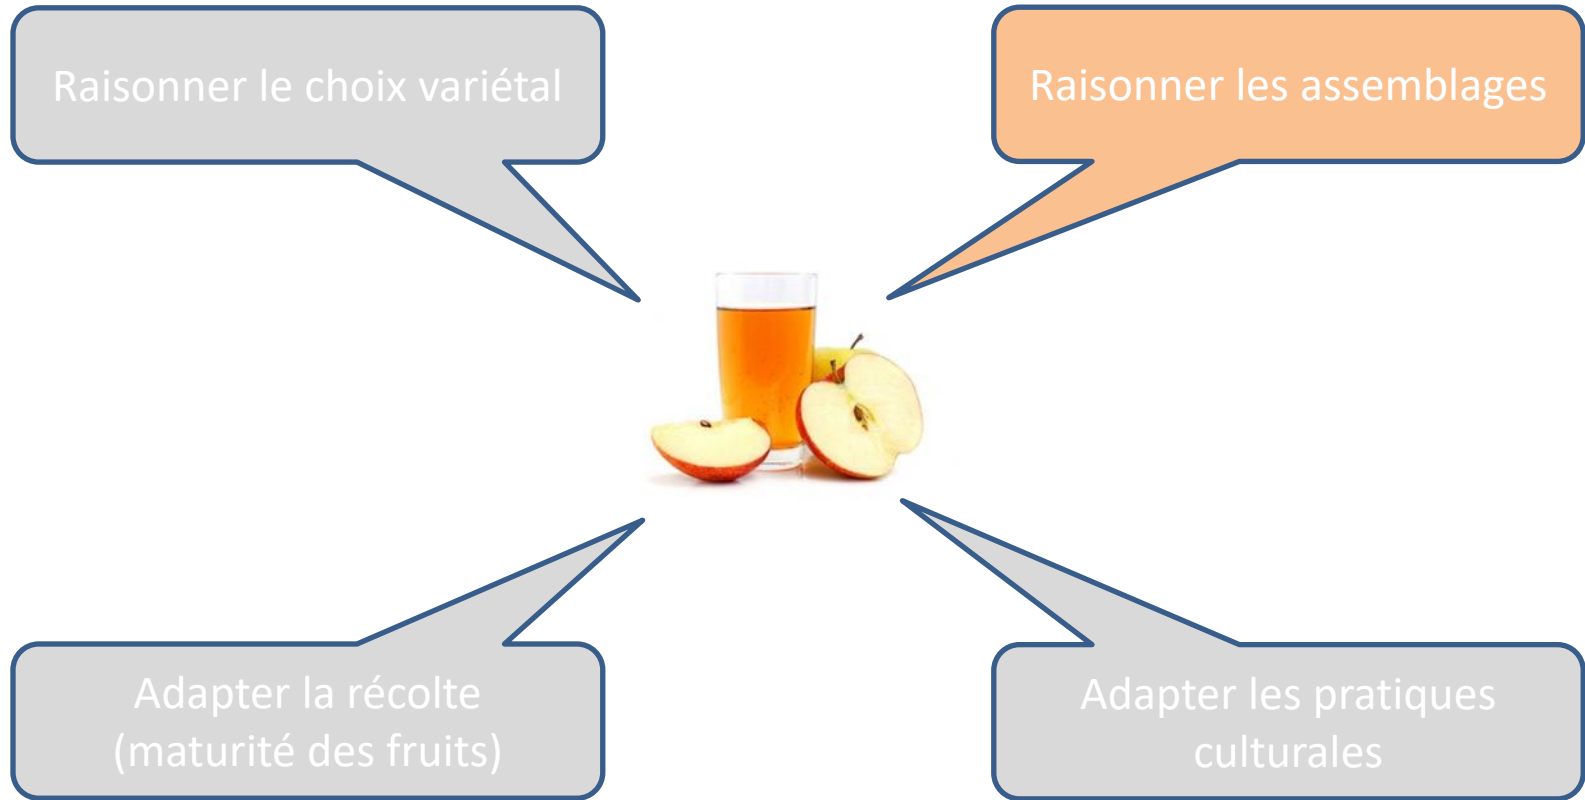 Raisonner le choix variétal
Raisonner les assemblages
Adapter la récolte
(maturité des fruits)
Adapter les pratiques
culturales